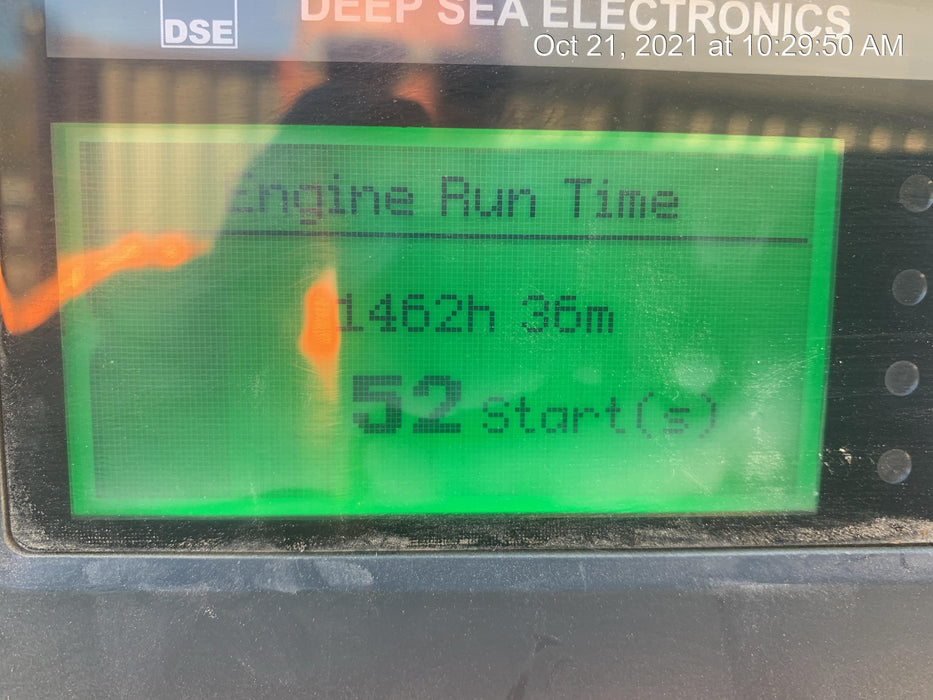 DSE
DEEP SEA ELECTRONICS
Oct 21, 2021 at 10:29:50 AM
Engine Run Time
1462h 36m
52 Start(s)